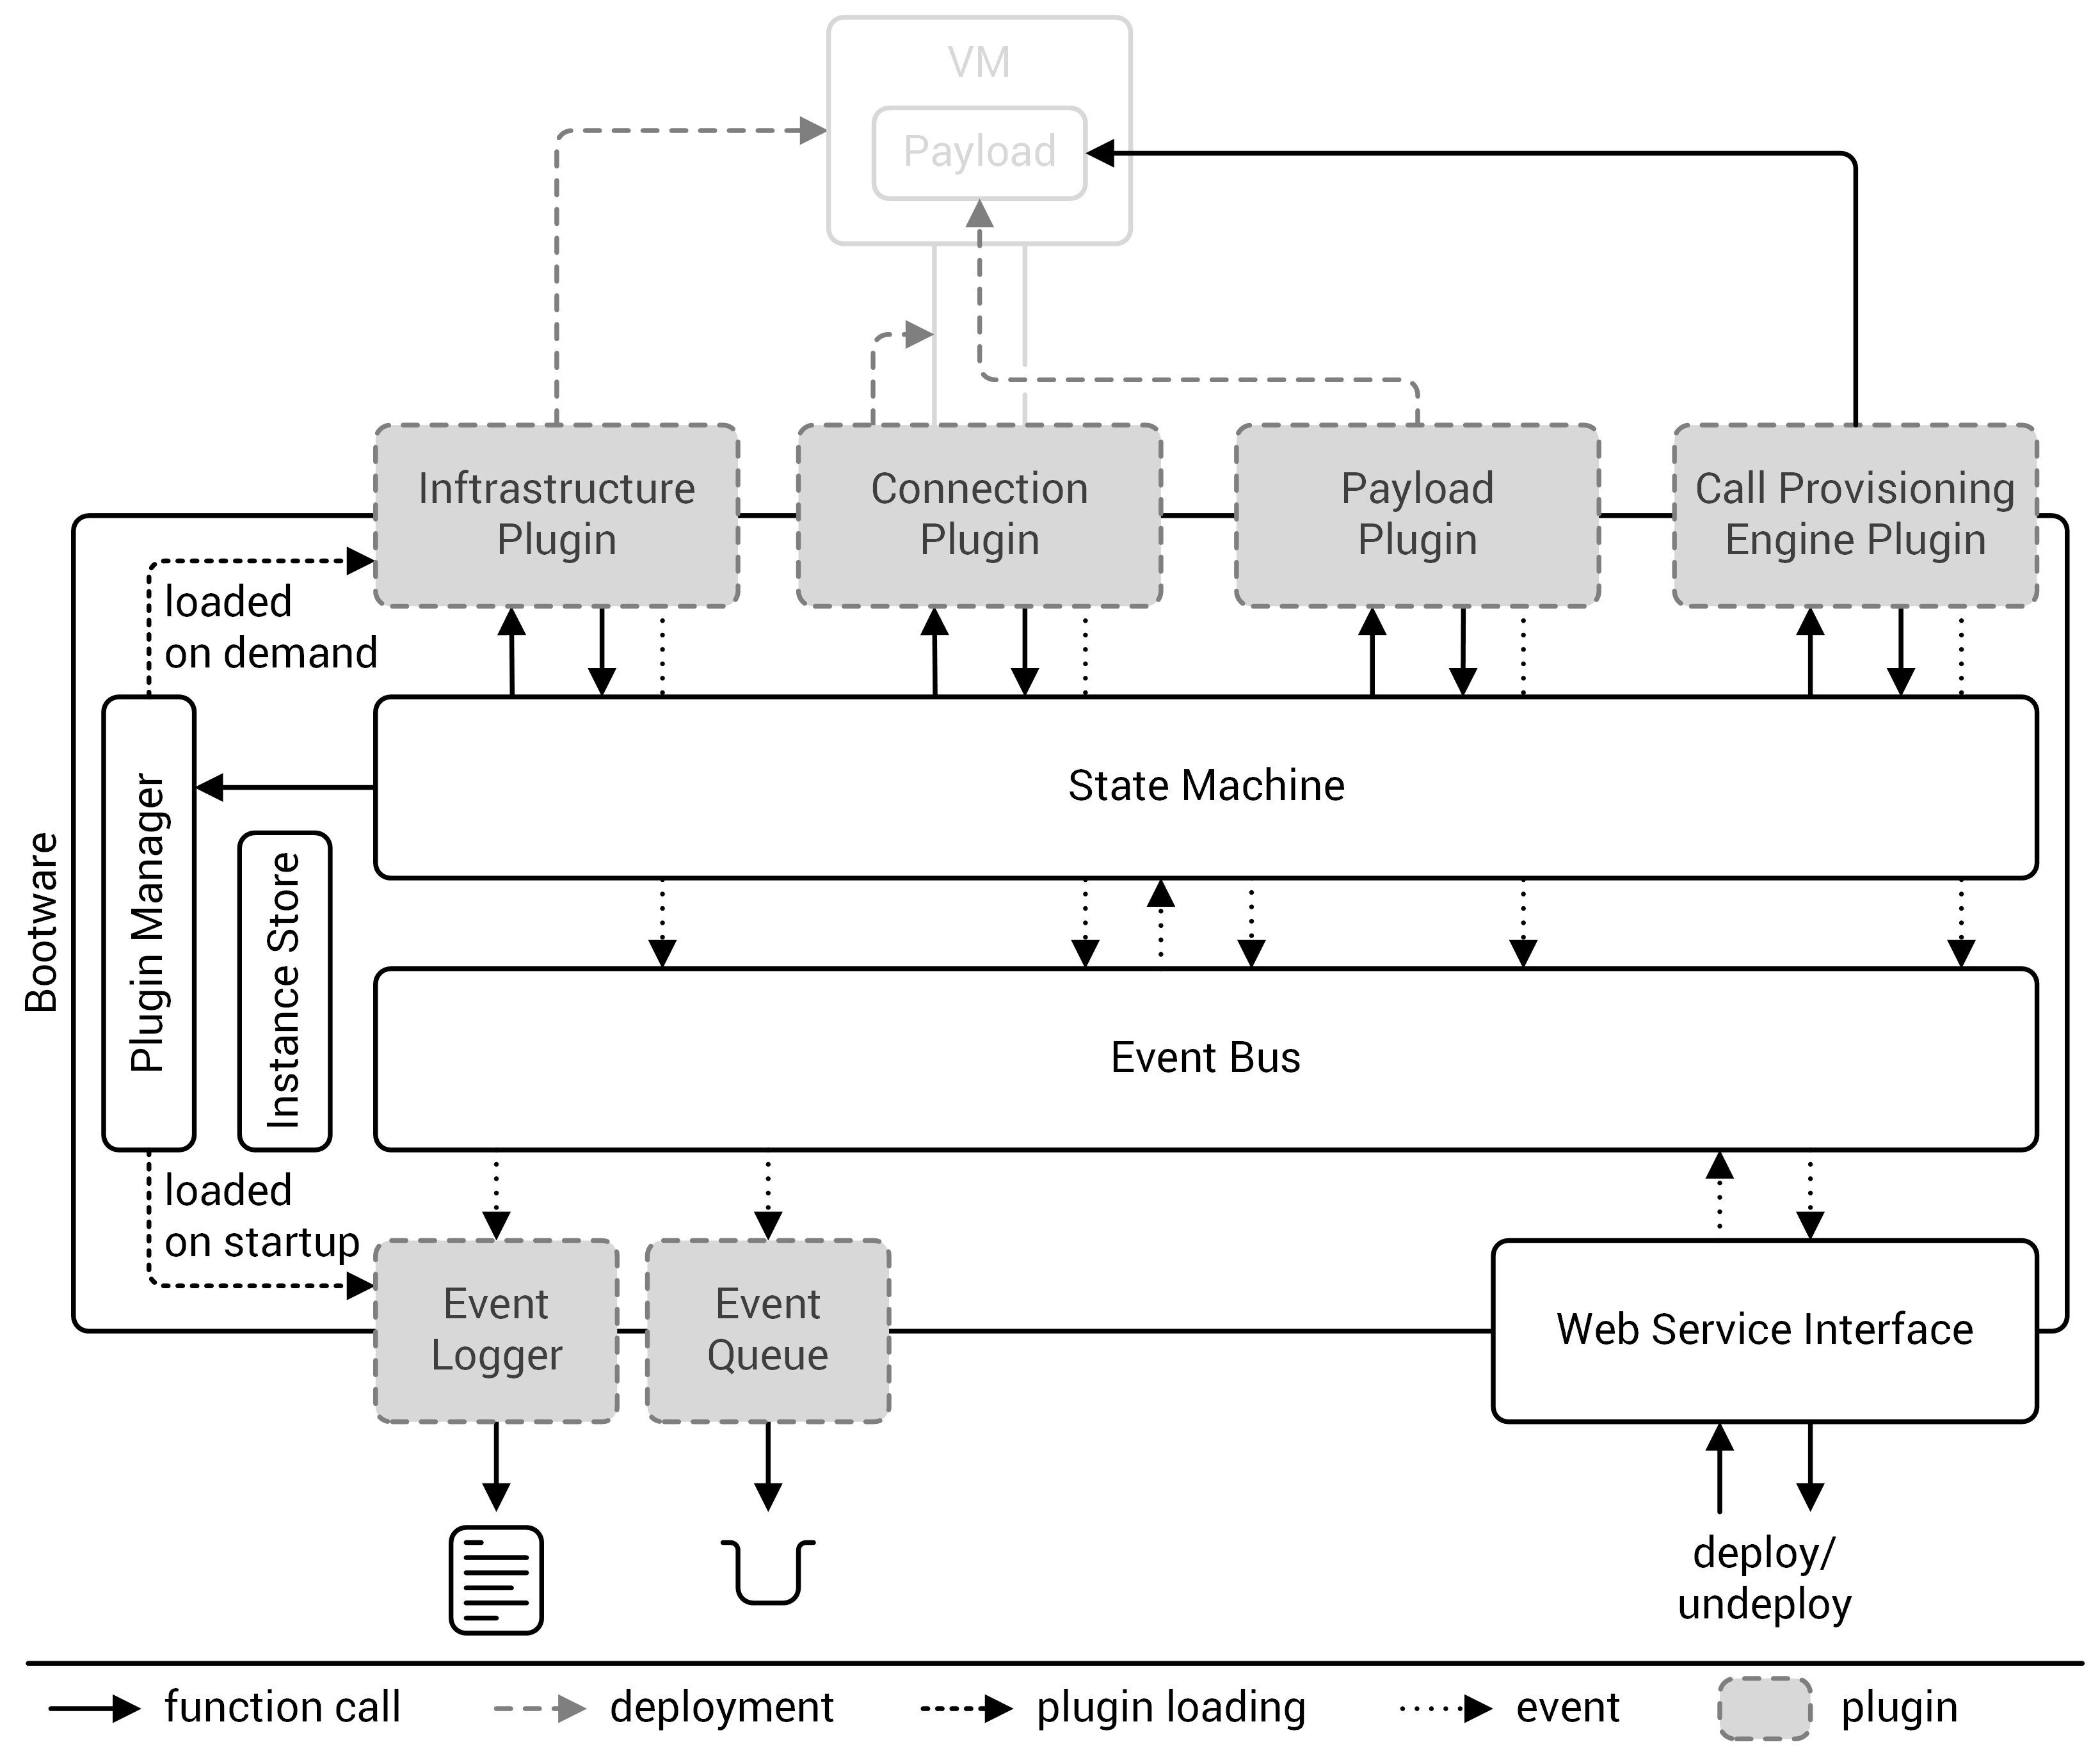 VM
Payload
Inftrastructure
Plugin
Connection
Plugin
Payload
Plugin
Call Provisioning
Engine Plugin
loaded
on demand
State Machine
Bootware
Plugin Manager
Instance Store
Event Bus
loaded
on startup
Event
Logger
Event
Queue
Web Service Interface
deploy/
undeploy
function call
deployment
plugin loading
event
plugin